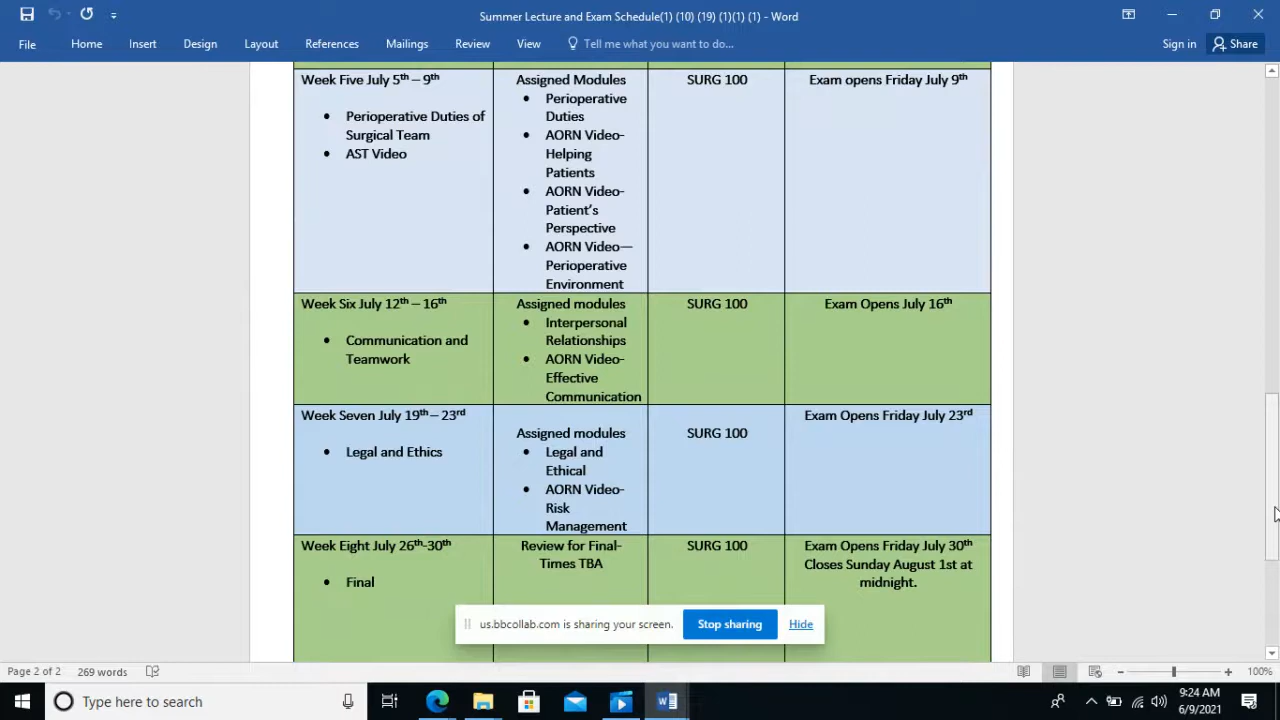 Summer Lecture and Exam Schedule(1) (10) (19) (1)(1) (1) - Word
File Home Insert Design Layout References Mailings Review View Tell me what you want to do... Sign in Share
Week Five July 5th – 9th
Perioperative Duties of
Surgical Team
AST Video
Assigned Modules
Perioperative
Duties
AORN Video-
Helping
Patients
AORN Video-
Patient's
Perspective
AORN Video—
Perioperative
Environment
SURG 100
Exam opens Friday July 9th
Week Six July 12th – 16th
Communication and
Teamwork
Assigned modules
Interpersonal
Relationships
AORN Video-
Effective
Communication
SURG 100
Exam Opens July 16th
Week Seven July 19th – 23rd
Legal and Ethics
Assigned modules
Legal and
Ethical
AORN Video-
Risk
Management
SURG 100
Exam Opens Friday July 23rd
Week Eight July 26th-30th
Final
Review for Final-
Times TBA
SURG 100
Exam Opens Friday July 30th
Closes Sunday August 1st at
midnight.
us.bbcollab.com is sharing your screen. Stop sharing Hide
Page 2 of 2 269 words 100%
Type here to search
9:24 AM
6/9/2021